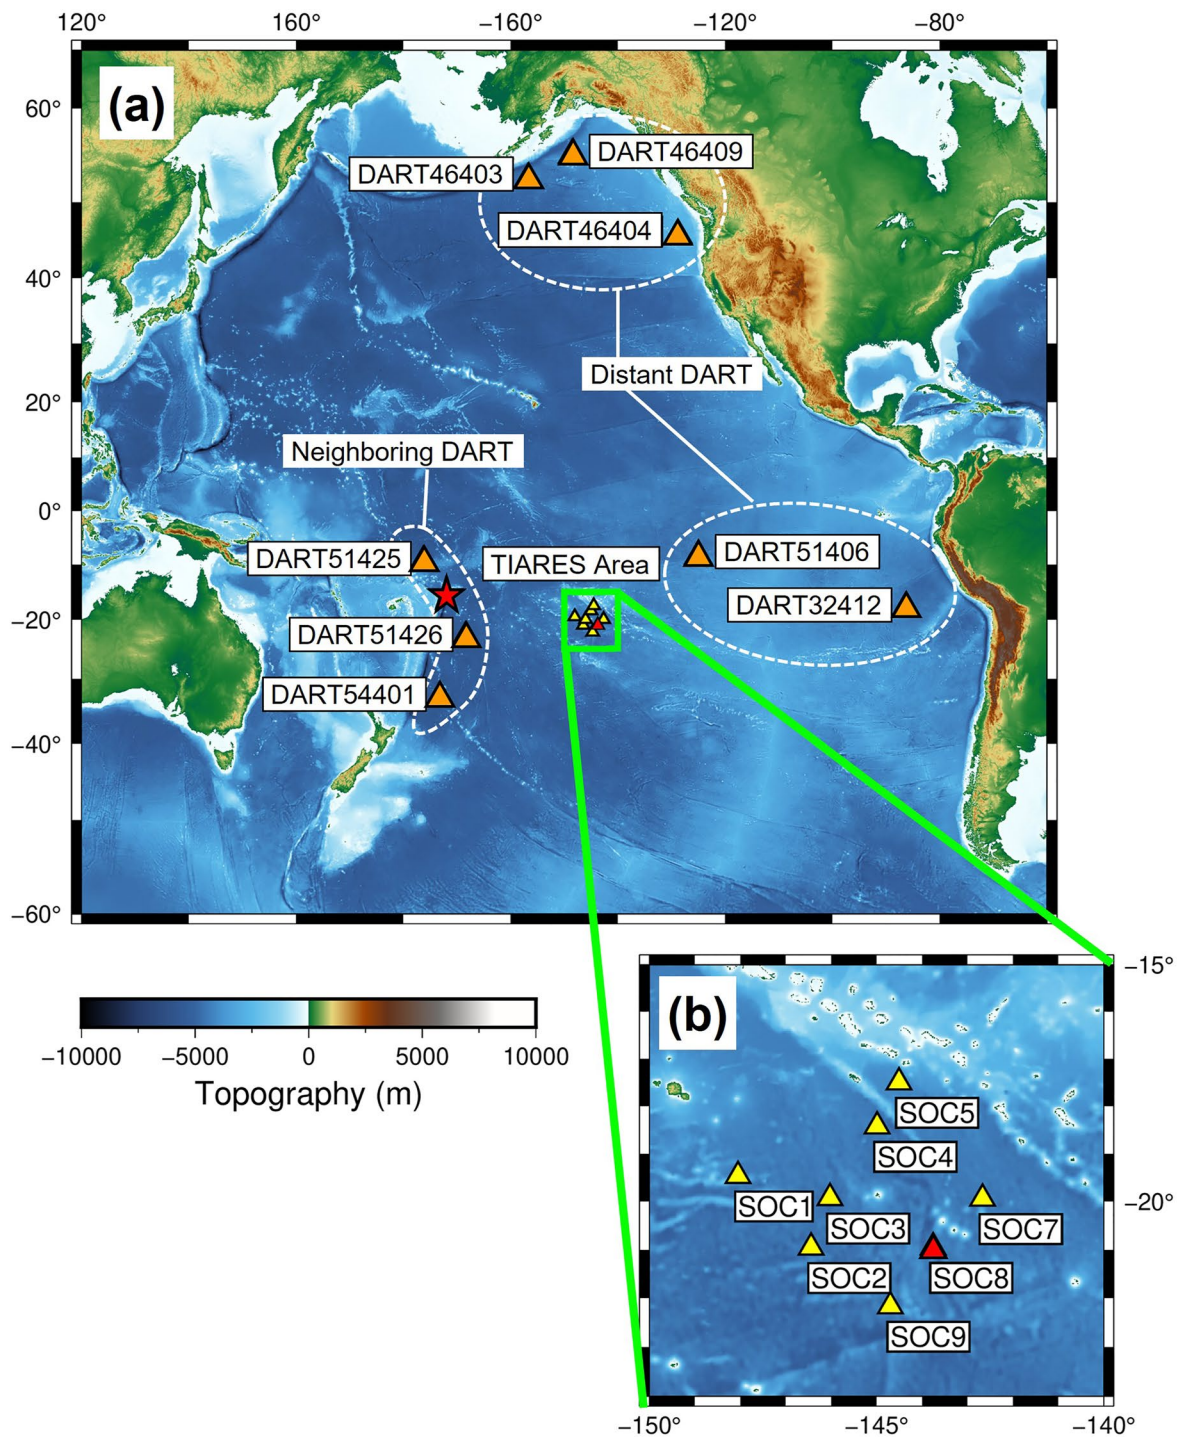 120° 160° −160° −120° −80°
(a)
60°
DART46409
DART46403
DART46404
40°
Distant DART
20°
Neighboring DART
0°
DART51425
TIARES Area
DART51406
DART32412
−20°
DART51426
DART54401
−40°
−60°
−15°
(b)
−10000 −5000 0 5000 10000
Topography (m)
SOC5
SOC4
SOC1
−20°
SOC3
SOC7
SOC2
SOC8
SOC9
−150° −145° −140°